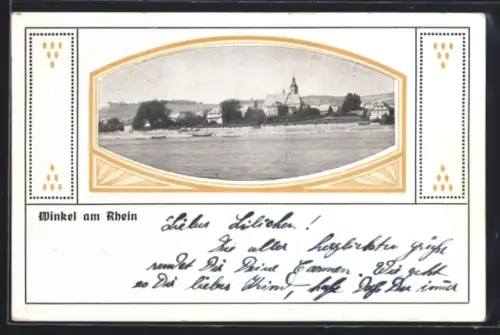 Winkel am Rhein
Liebes Lilichen!
Die aller herzlichsten Grüße
sendet Dir Deine Carmen. Wie geht
es Dir liebes Kind, hoffe daß Du immer